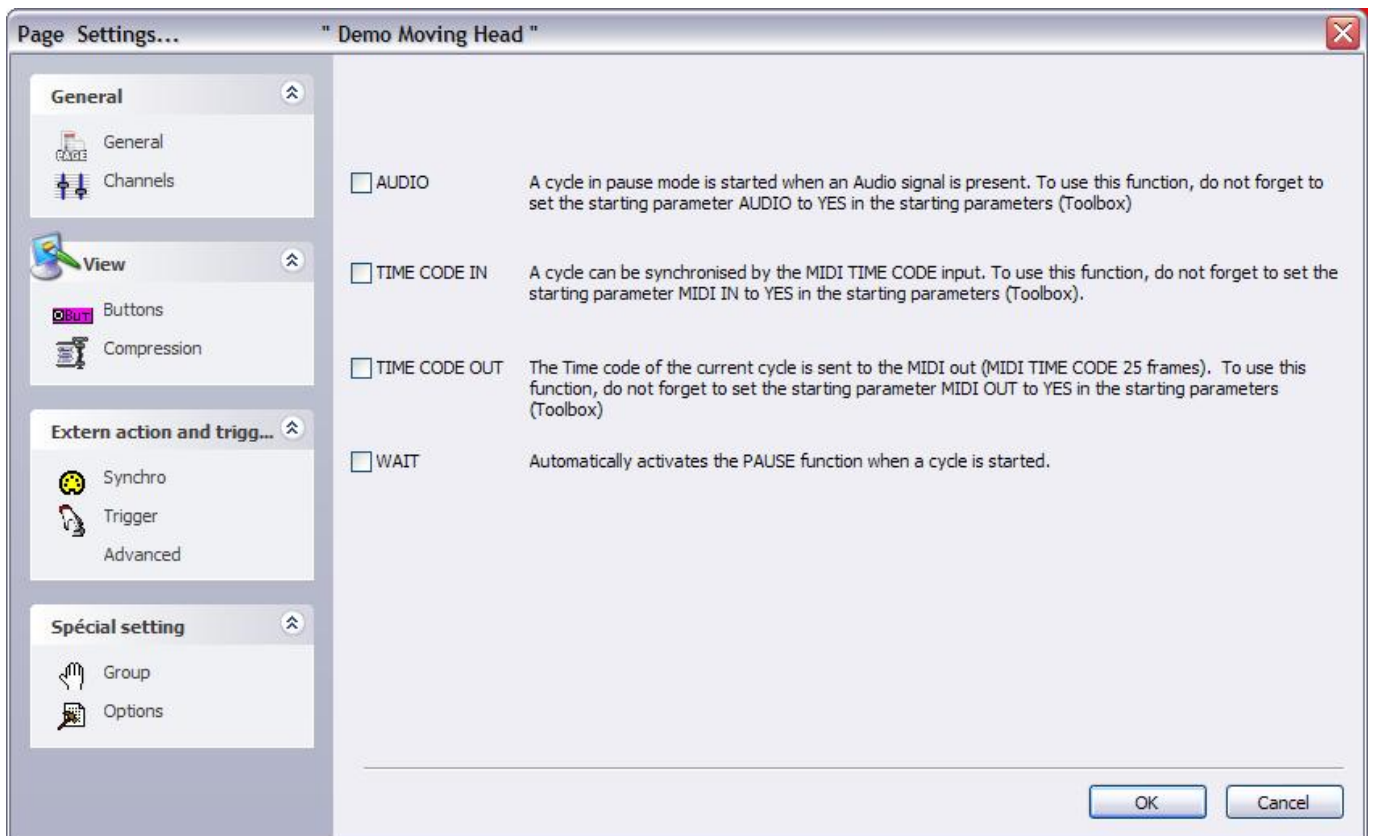 Page Settings... " Demo Moving Head "
General
General
PAGE
Channels
View
Buttons
BUT
Compression
Extern action and trigg...
Synchro
Trigger
Advanced
Spécial setting
Group
Options
AUDIO A cycle in pause mode is started when an Audio signal is present. To use this function, do not forget to
set the starting parameter AUDIO to YES in the starting parameters (Toolbox)
TIME CODE IN A cycle can be synchronised by the MIDI TIME CODE input. To use this function, do not forget to set the
starting parameter MIDI IN to YES in the starting parameters (Toolbox).
TIME CODE OUT The Time code of the current cycle is sent to the MIDI out (MIDI TIME CODE 25 frames). To use this
function, do not forget to set the starting parameter MIDI OUT to YES in the starting parameters
(Toolbox)
WAIT Automatically activates the PAUSE function when a cycle is started.
OK Cancel